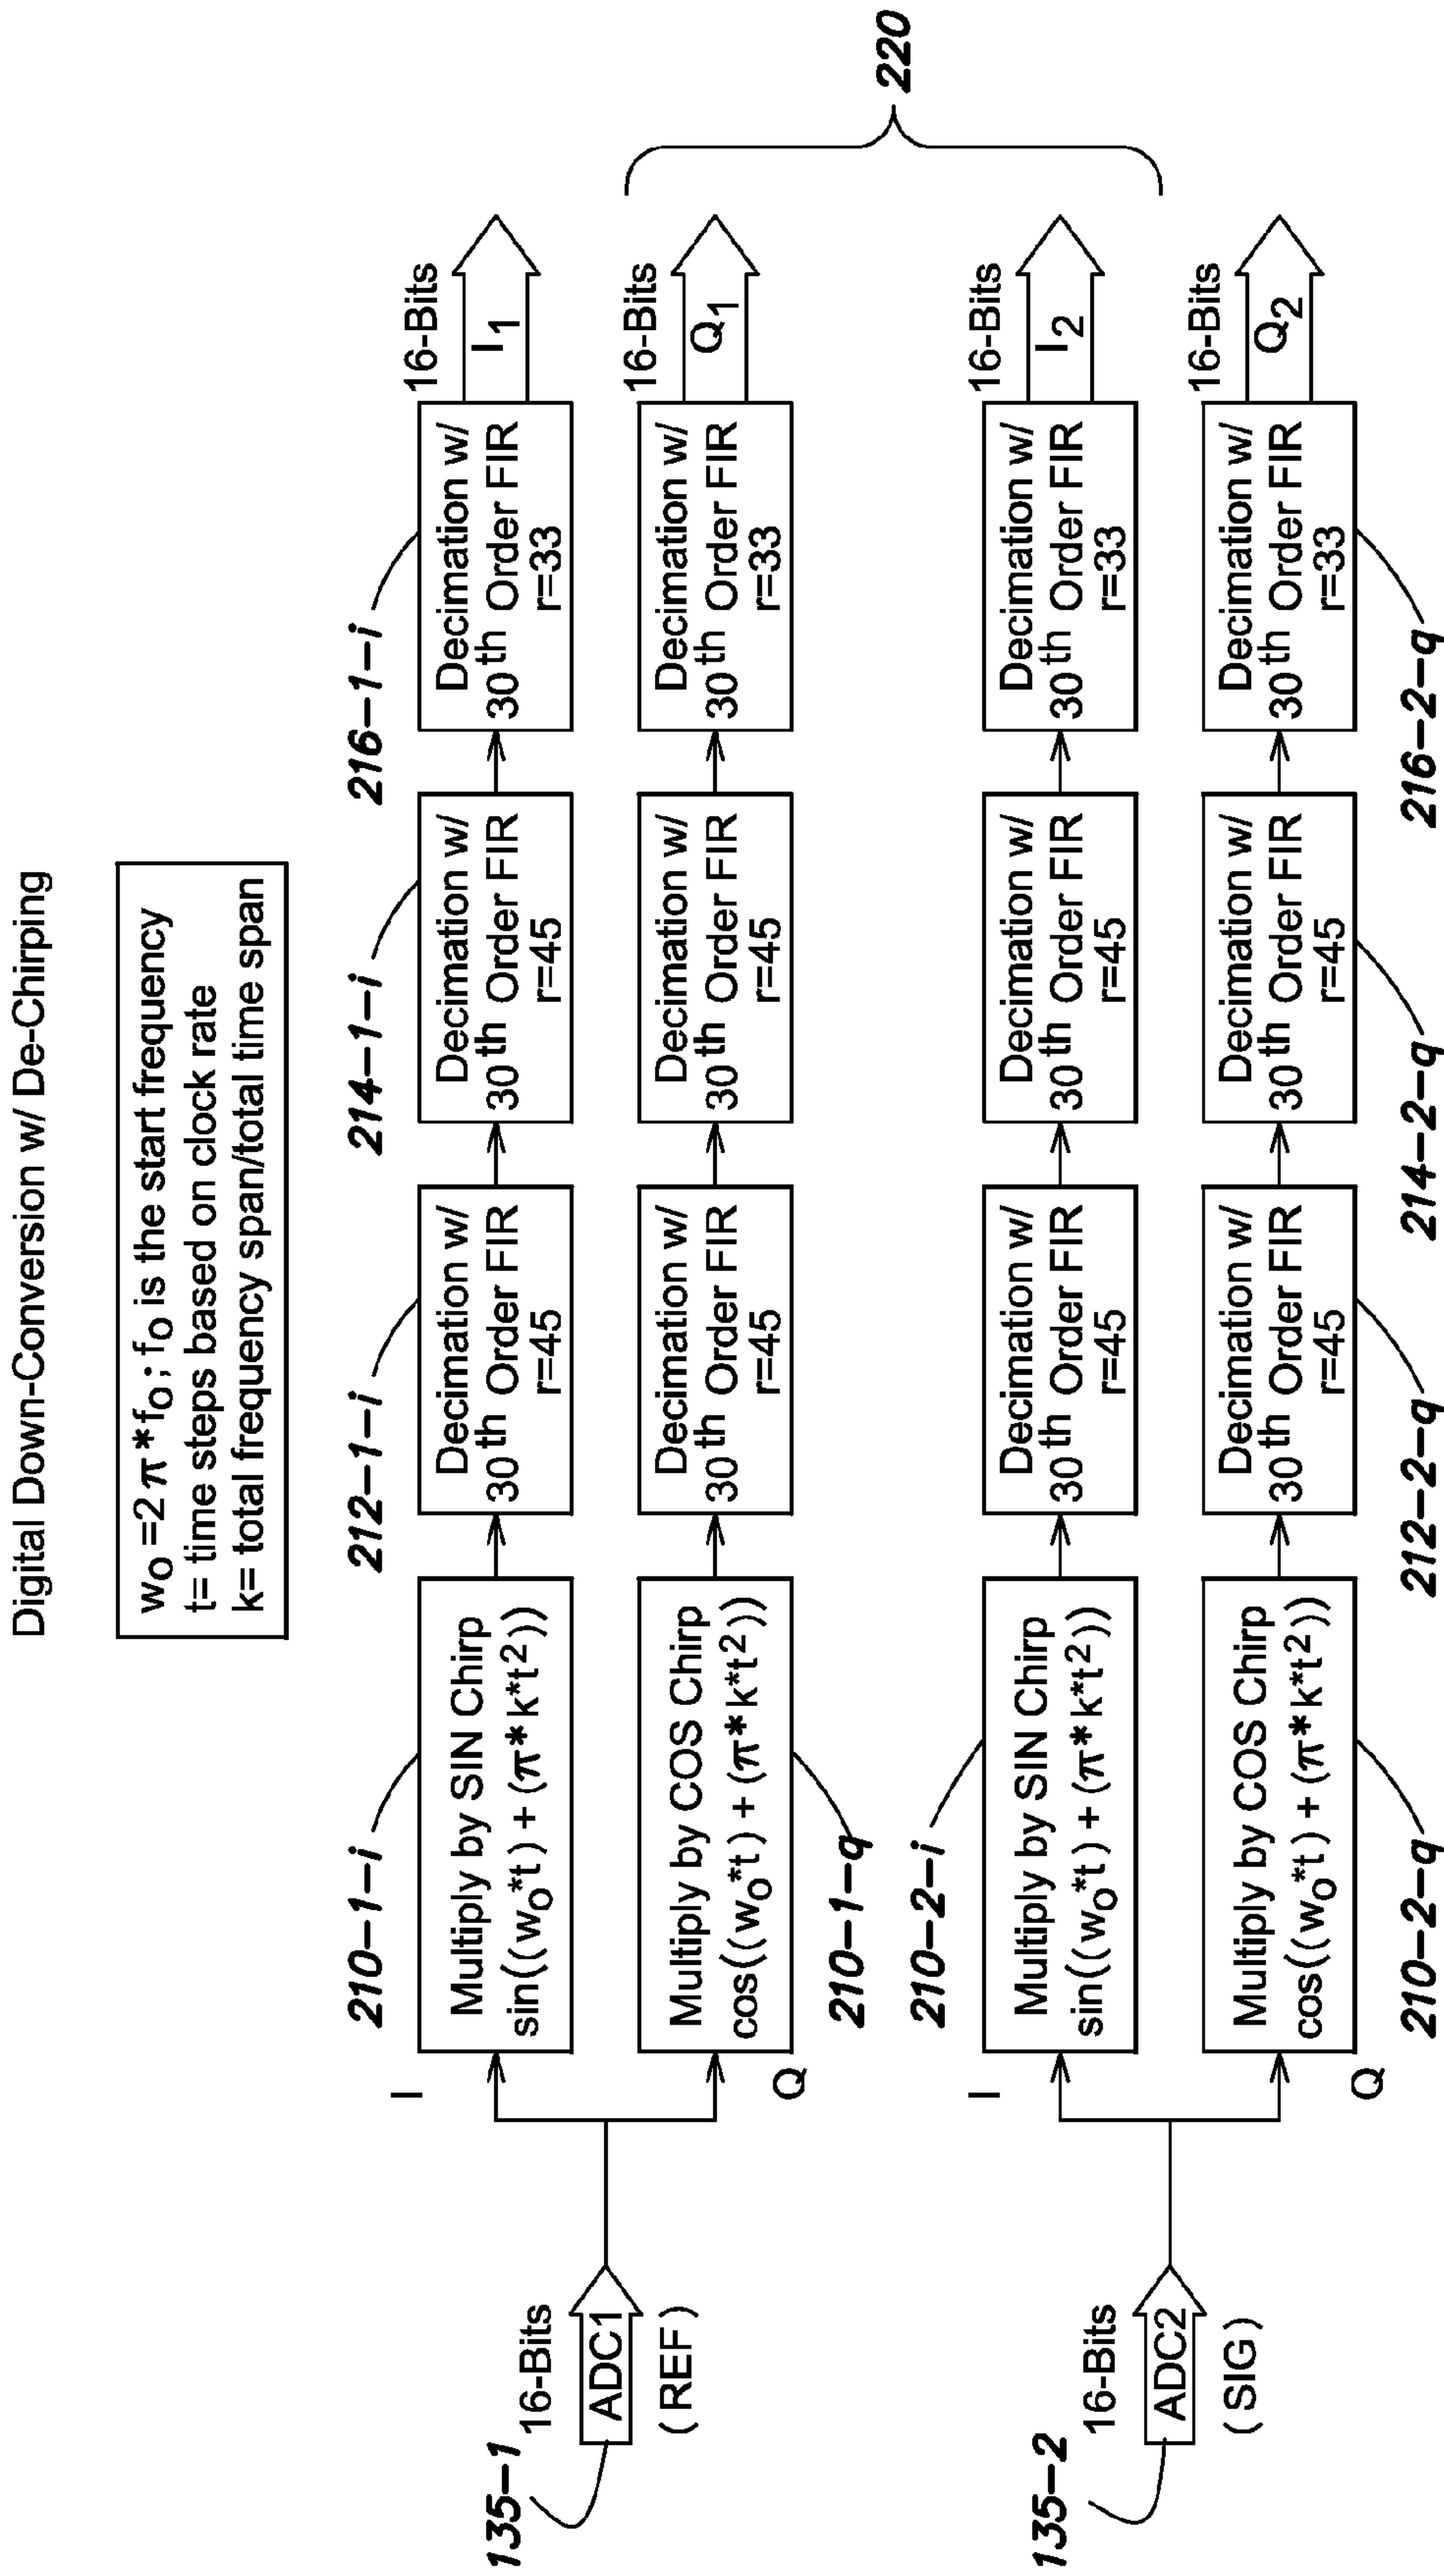 Digital Down-Conversion w/ De-Chirping
w₀ =2π*f₀; f₀ is the start frequency
t= time steps based on clock rate
k= total frequency span/total time span
210-1-i
212-1-i
214-1-i
216-1-i
135-1
16-Bits
ADC1
(REF)
I
Multiply by SIN Chirp
sin((w₀*t) + (π*k*t²))
Decimation w/
30th Order FIR
r=45
Decimation w/
30th Order FIR
r=45
Decimation w/
30th Order FIR
r=33
16-Bits
I₁
Q
Multiply by COS Chirp
cos((w₀*t) + (π*k*t²))
Decimation w/
30th Order FIR
r=45
Decimation w/
30th Order FIR
r=45
Decimation w/
30th Order FIR
r=33
16-Bits
Q₁
210-1-q
220
210-2-i
135-2
16-Bits
ADC2
(SIG)
I
Multiply by SIN Chirp
sin((w₀*t) + (π*k*t²))
Decimation w/
30th Order FIR
r=45
Decimation w/
30th Order FIR
r=45
Decimation w/
30th Order FIR
r=33
16-Bits
I₂
Q
Multiply by COS Chirp
cos((w₀*t) + (π*k*t²))
Decimation w/
30th Order FIR
r=45
Decimation w/
30th Order FIR
r=45
Decimation w/
30th Order FIR
r=33
16-Bits
Q₂
210-2-q
212-2-q
214-2-q
216-2-q